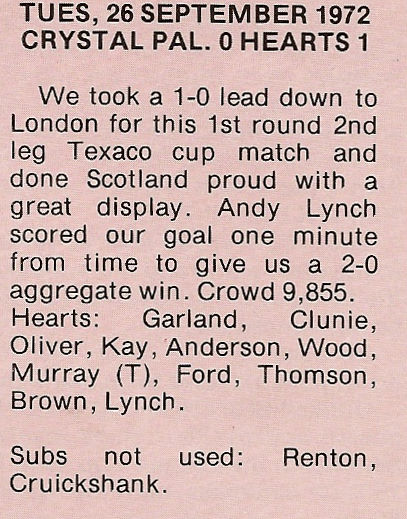 TUES, 26 SEPTEMBER 1972
CRYSTAL PAL. 0 HEARTS 1
We took a 1-0 lead down to
London for this 1st round 2nd
leg Texaco cup match and
done Scotland proud with a
great display. Andy Lynch
scored our goal one minute
from time to give us a 2-0
aggregate win. Crowd 9,855.
Hearts: Garland, Clunie,
Oliver, Kay, Anderson, Wood,
Murray (T), Ford, Thomson,
Brown, Lynch.
Subs not used: Renton,
Cruickshank.